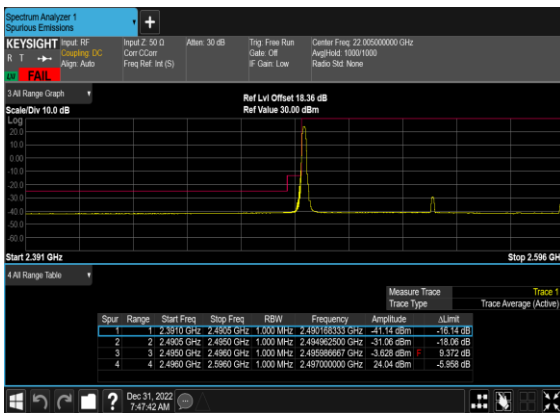 Spectrum Analyzer 1
Spurious Emissions
KEYSIGHT
R T
LV FAIL
Input: RF
Coupling: DC
Align: Auto
Input Z: 50 Ω
Corr CCorr
Freq Ref: Int (S)
Atten: 30 dB
Trig: Free Run
Gate: Off
IF Gain: Low
Center Freq: 22.005000000 GHz
Avg|Hold: 1000/1000
Radio Std: None
3 All Range Graph
Scale/Div 10.0 dB
Ref Lvl Offset 18.36 dB
Ref Value 30.00 dBm
Log
20.0
10.0
0.00
-10.0
-20.0
-30.0
-40.0
-50.0
-60.0
Start 2.391 GHz
Stop 2.596 GH
4 All Range Table
Measure Trace Trace 1
Trace Type Trace Average (Active)
Spur Range Start Freq Stop Freq RBW Frequency Amplitude ΔLimit
1 1 2.3910 GHz 2.4905 GHz 1.000 MHz 2.490168333 GHz -41.14 dBm -16.14 dB
2 2 2.4905 GHz 2.4950 GHz 1.000 MHz 2.494962500 GHz -31.06 dBm -18.06 dB
3 3 2.4950 GHz 2.4960 GHz 1.000 MHz 2.495986667 GHz -3.628 dBm F 9.372 dB
4 4 2.4960 GHz 2.5960 GHz 1.000 MHz 2.497000000 GHz 24.04 dBm -5.958 dB
Dec 31, 2022
7:47:42 AM